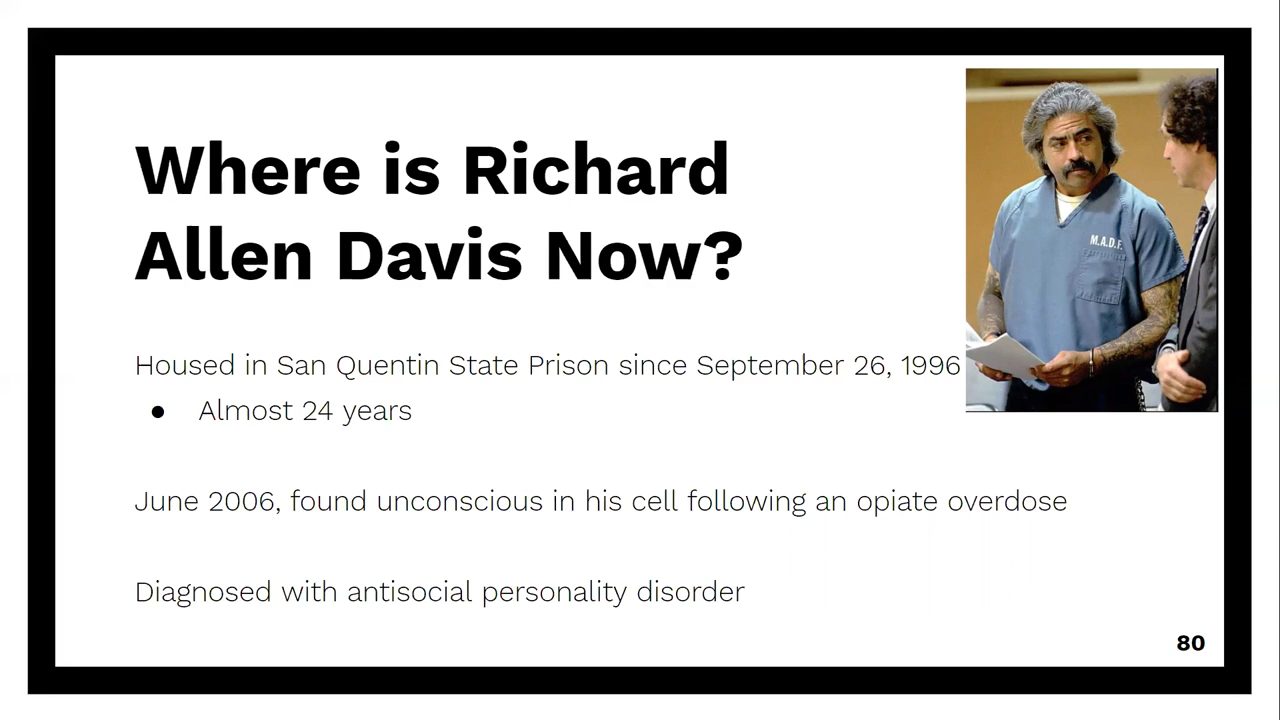 Where is Richard
Allen Davis Now?
M.A.D.F.
Housed in San Quentin State Prison since September 26, 1996
● Almost 24 years
June 2006, found unconscious in his cell following an opiate overdose
Diagnosed with antisocial personality disorder
80